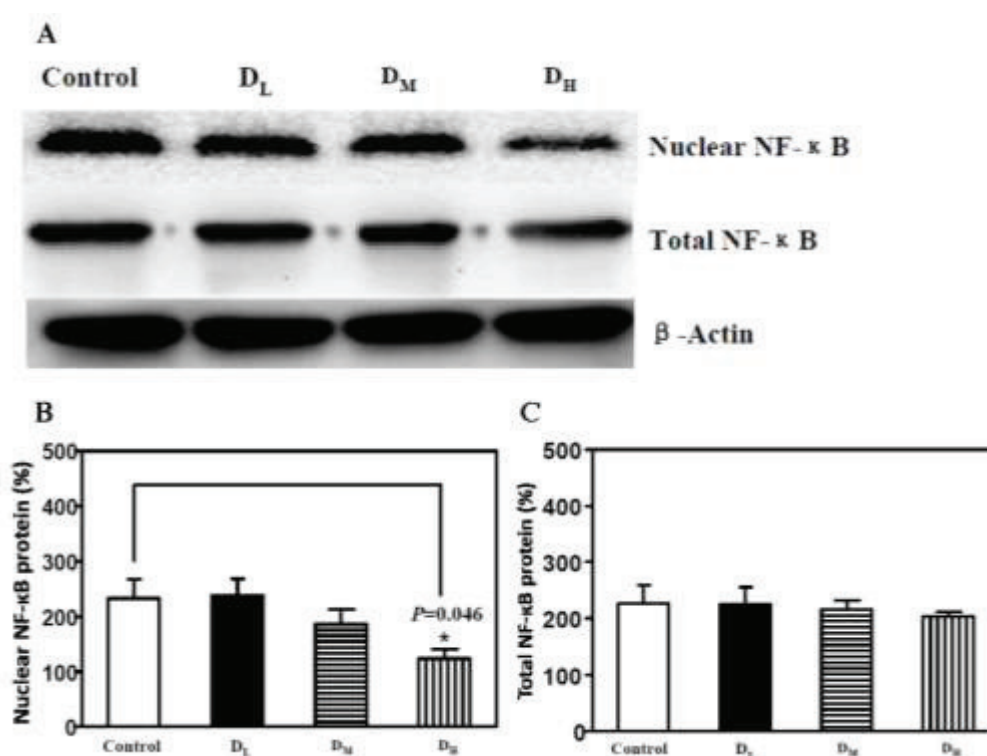 A
Control D_L D_M D_H
Nuclear NF-κB
Total NF-κB
β-Actin
B
Nuclear NF-κB protein (%)
500
400
300
200
100
0
P=0.046
*
Control D_L D_M D_H
C
Total NF-κB protein (%)
500
400
300
200
100
0
Control D_L D_M D_H